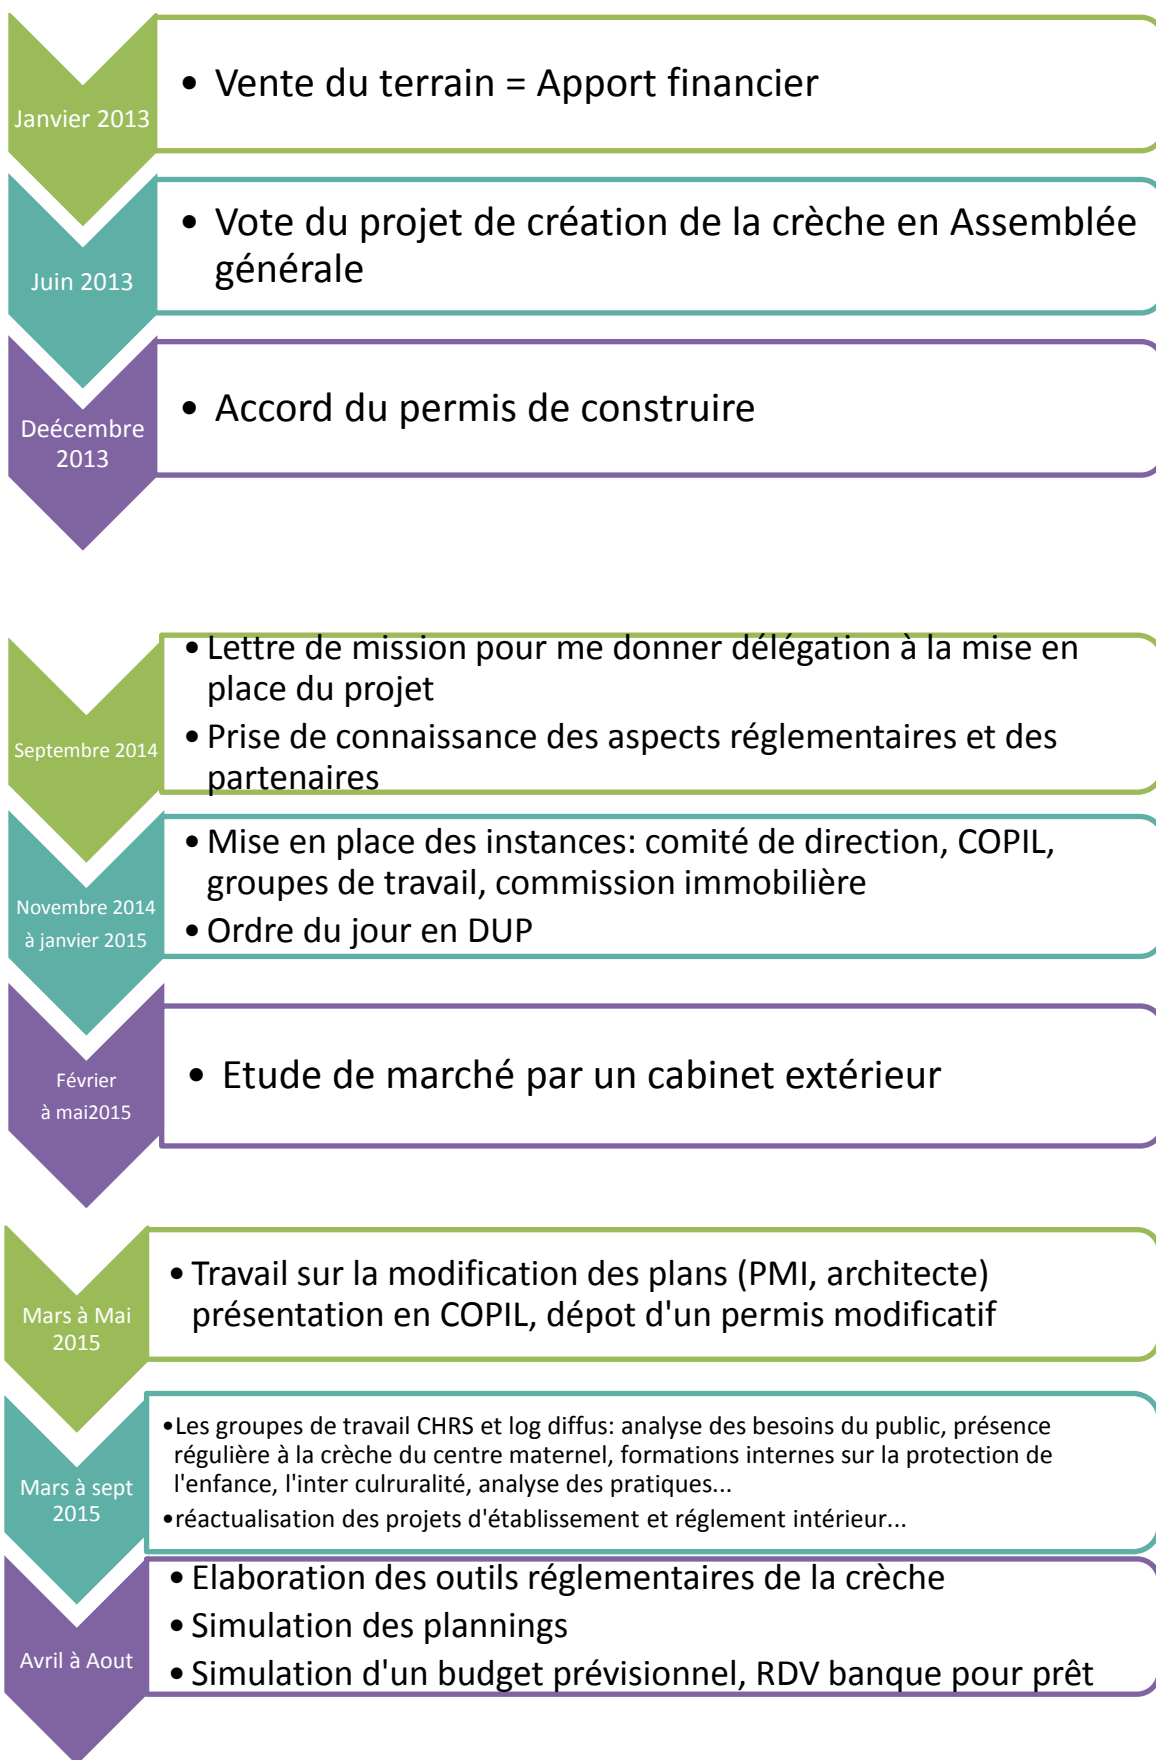 Janvier 2013
• Vente du terrain = Apport financier
Juin 2013
• Vote du projet de création de la crèche en Assemblée
générale
Deécembre
2013
• Accord du permis de construire
Septembre 2014
• Lettre de mission pour me donner délégation à la mise en
place du projet
• Prise de connaissance des aspects réglementaires et des
partenaires
Novembre 2014
à janvier 2015
• Mise en place des instances: comité de direction, COPIL,
groupes de travail, commission immobilière
• Ordre du jour en DUP
Février
à mai2015
• Etude de marché par un cabinet extérieur
Mars à Mai
2015
• Travail sur la modification des plans (PMI, architecte)
présentation en COPIL, dépot d'un permis modificatif
Mars à sept
2015
•Les groupes de travail CHRS et log diffus: analyse des besoins du public, présence
régulière à la crèche du centre maternel, formations internes sur la protection de
l'enfance, l'inter culruralité, analyse des pratiques...
•réactualisation des projets d'établissement et réglement intérieur...
Avril à Aout
• Elaboration des outils réglementaires de la crèche
• Simulation des plannings
• Simulation d'un budget prévisionnel, RDV banque pour prêt